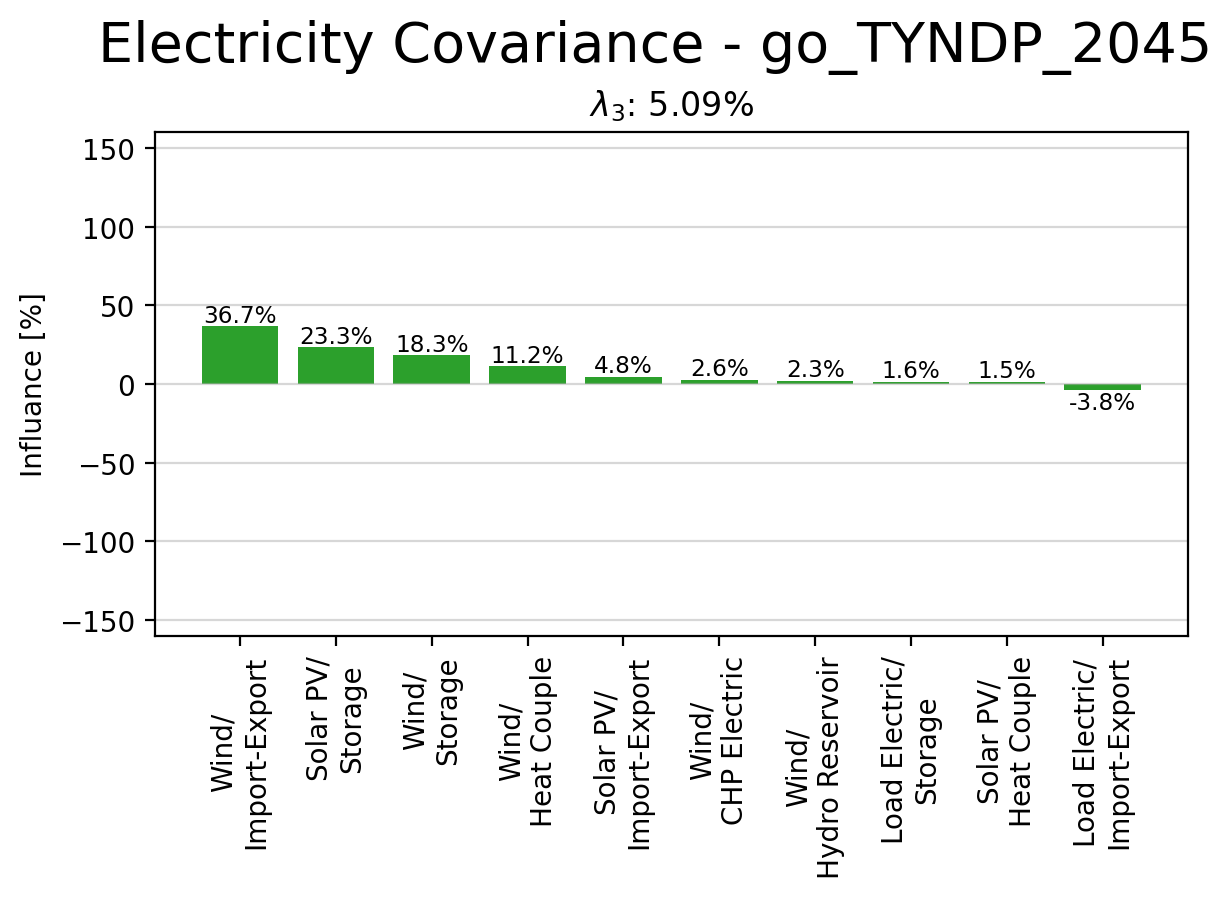 Electricity Covariance - go_TYNDP_2045
λ3: 5.09%
Influance [%]
150
100
50
0
−50
−100
−150
36.7%
23.3%
18.3%
11.2%
4.8%
2.6%
2.3%
1.6%
1.5%
-3.8%
Wind/
Import-Export
Solar PV/
Storage
Wind/
Storage
Wind/
Heat Couple
Solar PV/
Import-Export
Wind/
CHP Electric
Wind/
Hydro Reservoir
Load Electric/
Storage
Solar PV/
Heat Couple
Load Electric/
Import-Export